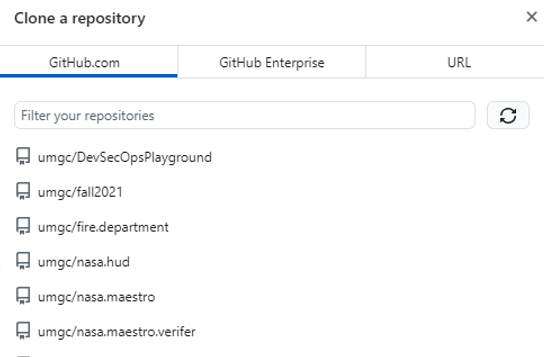 Clone a repository
GitHub.com
GitHub Enterprise
URL
Filter your repositories
umgc/DevSecOpsPlayground
umgc/fall2021
umgc/fire.department
umgc/nasa.hud
umgc/nasa.maestro
umgc/nasa.maestro.verifer